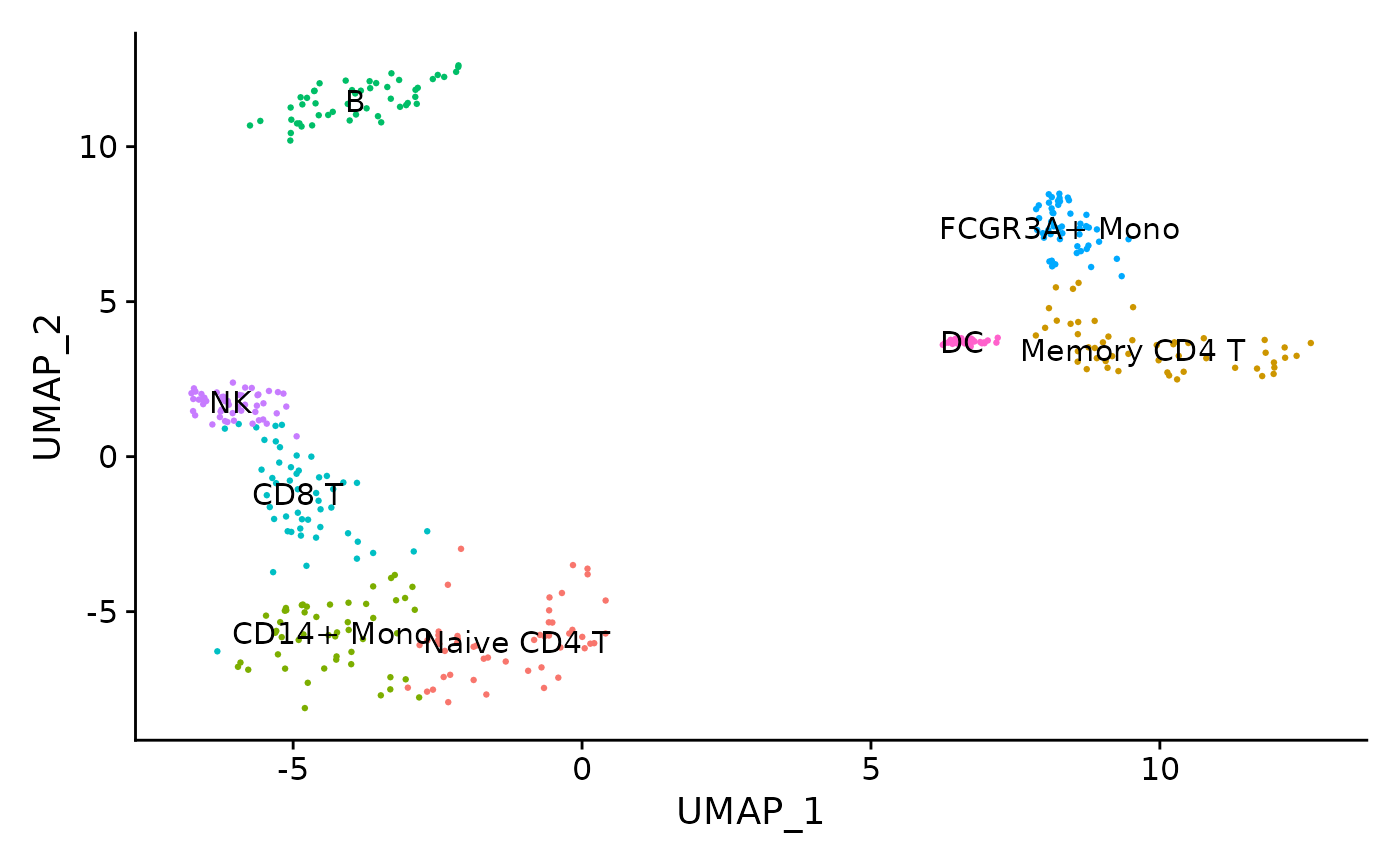 B
10
FCGR3A+ Mono
5
DC
Memory CD4 T
UMAP_2
NK
0
CD8 T
-5
CD14+ Mono
Naive CD4 T
-5
0
5
10
UMAP_1